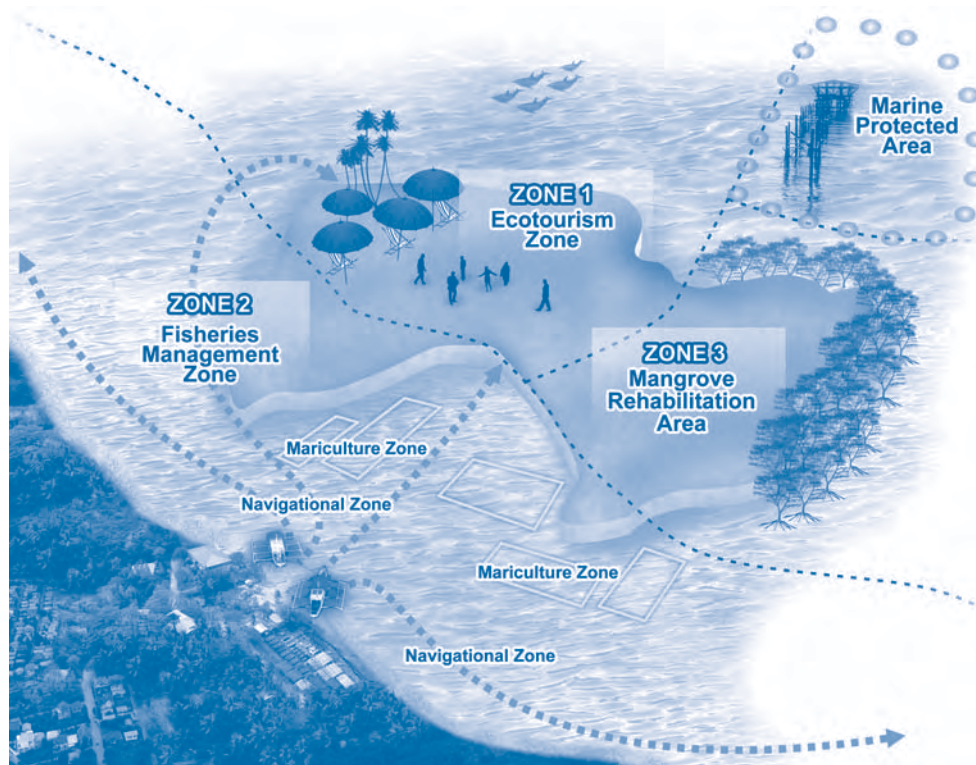 Marine
Protected
Area
ZONE 1
Ecotourism
Zone
ZONE 2
Fisheries
Management
Zone
ZONE 3
Mangrove
Rehabilitation
Area
Mariculture Zone
Navigational Zone
Mariculture Zone
Navigational Zone